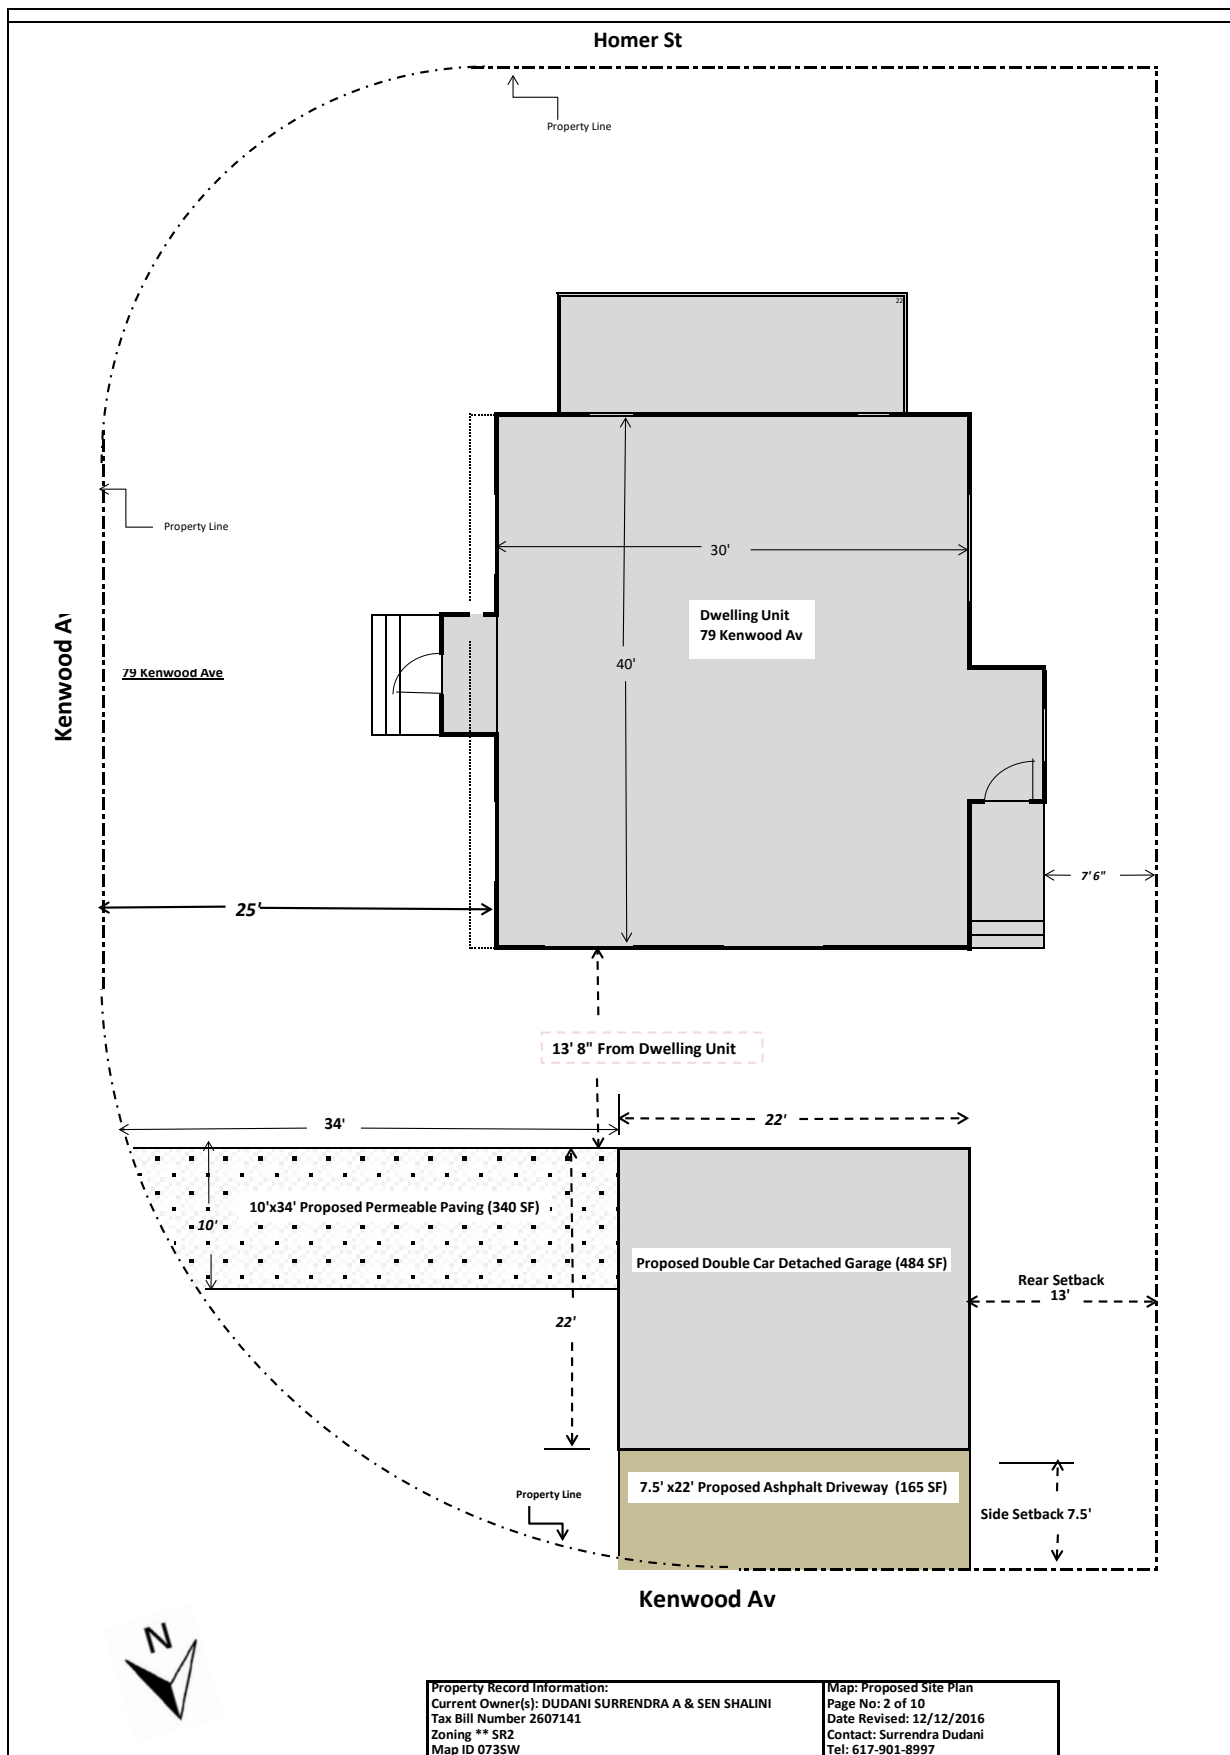 Homer St
Property Line
22
30'
Property Line
Dwelling Unit
79 Kenwood Av
40'
Kenwood Av
79 Kenwood Ave
7' 6"
25'
13' 8" From Dwelling Unit
34'
22'
10'x34' Proposed Permeable Paving (340 SF)
10'
Proposed Double Car Detached Garage (484 SF)
Rear Setback
13'
22'
7.5' x22' Proposed Ashphalt Driveway (165 SF)
Property Line
Side Setback 7.5'
Kenwood Av
N
Property Record Information:
Current Owner(s): DUDANI SURRENDRA A & SEN SHALINI
Tax Bill Number 2607141
Zoning ** SR2
Map ID 073SW
Map: Proposed Site Plan
Page No: 2 of 10
Date Revised: 12/12/2016
Contact: Surrendra Dudani
Tel: 617-901-8997